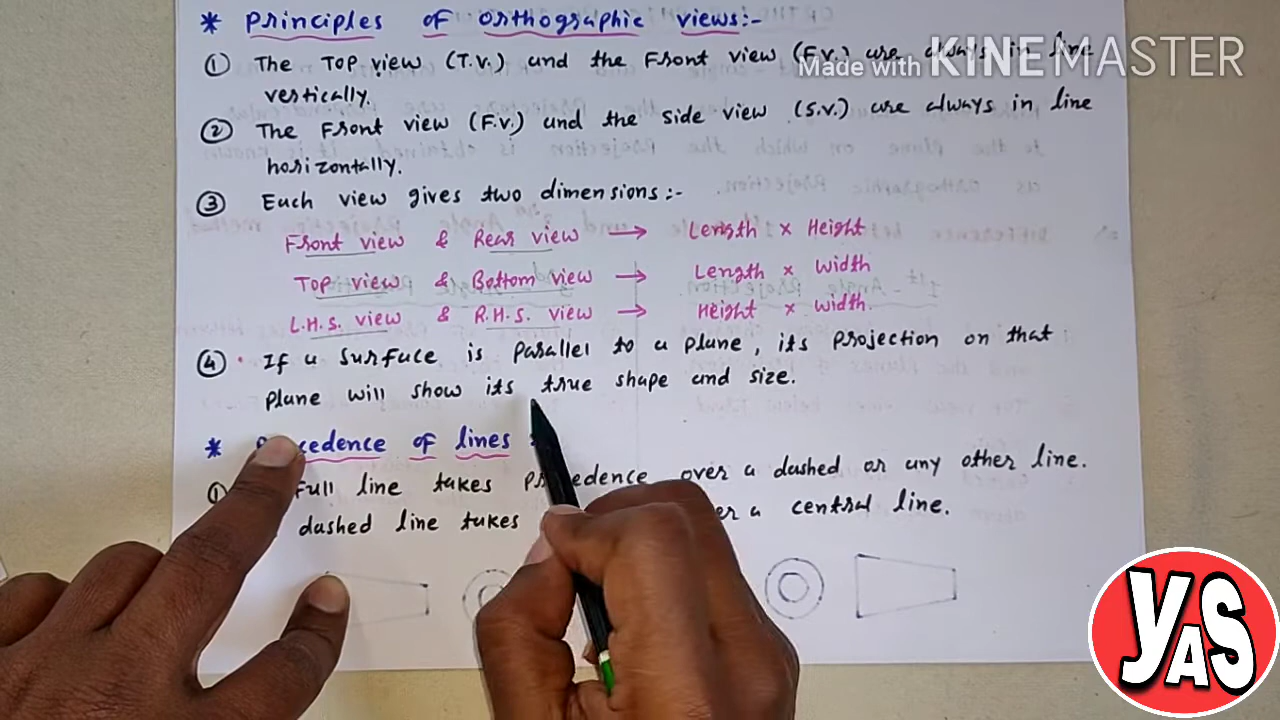 * Principles of orthographic views:-
① The Top view (T.V.) and the Front view (F.V.) are always in line
vertically.
② The Front view (F.V.) and the side view (S.V.) are always in line
horizontally.
③ Each view gives two dimensions:-
Front view & Rear view → Length × Height
Top view & Bottom view → Length × Width
L.H.S. view & R.H.S. view → Height × Width.
④ If a surface is parallel to a plane, its projection on that
plane will show its true shape and size.
* cedence of lines
① Full line takes over a dashed or any other line.
dashed line takes a central line.
Made with KINEMASTER
YAS